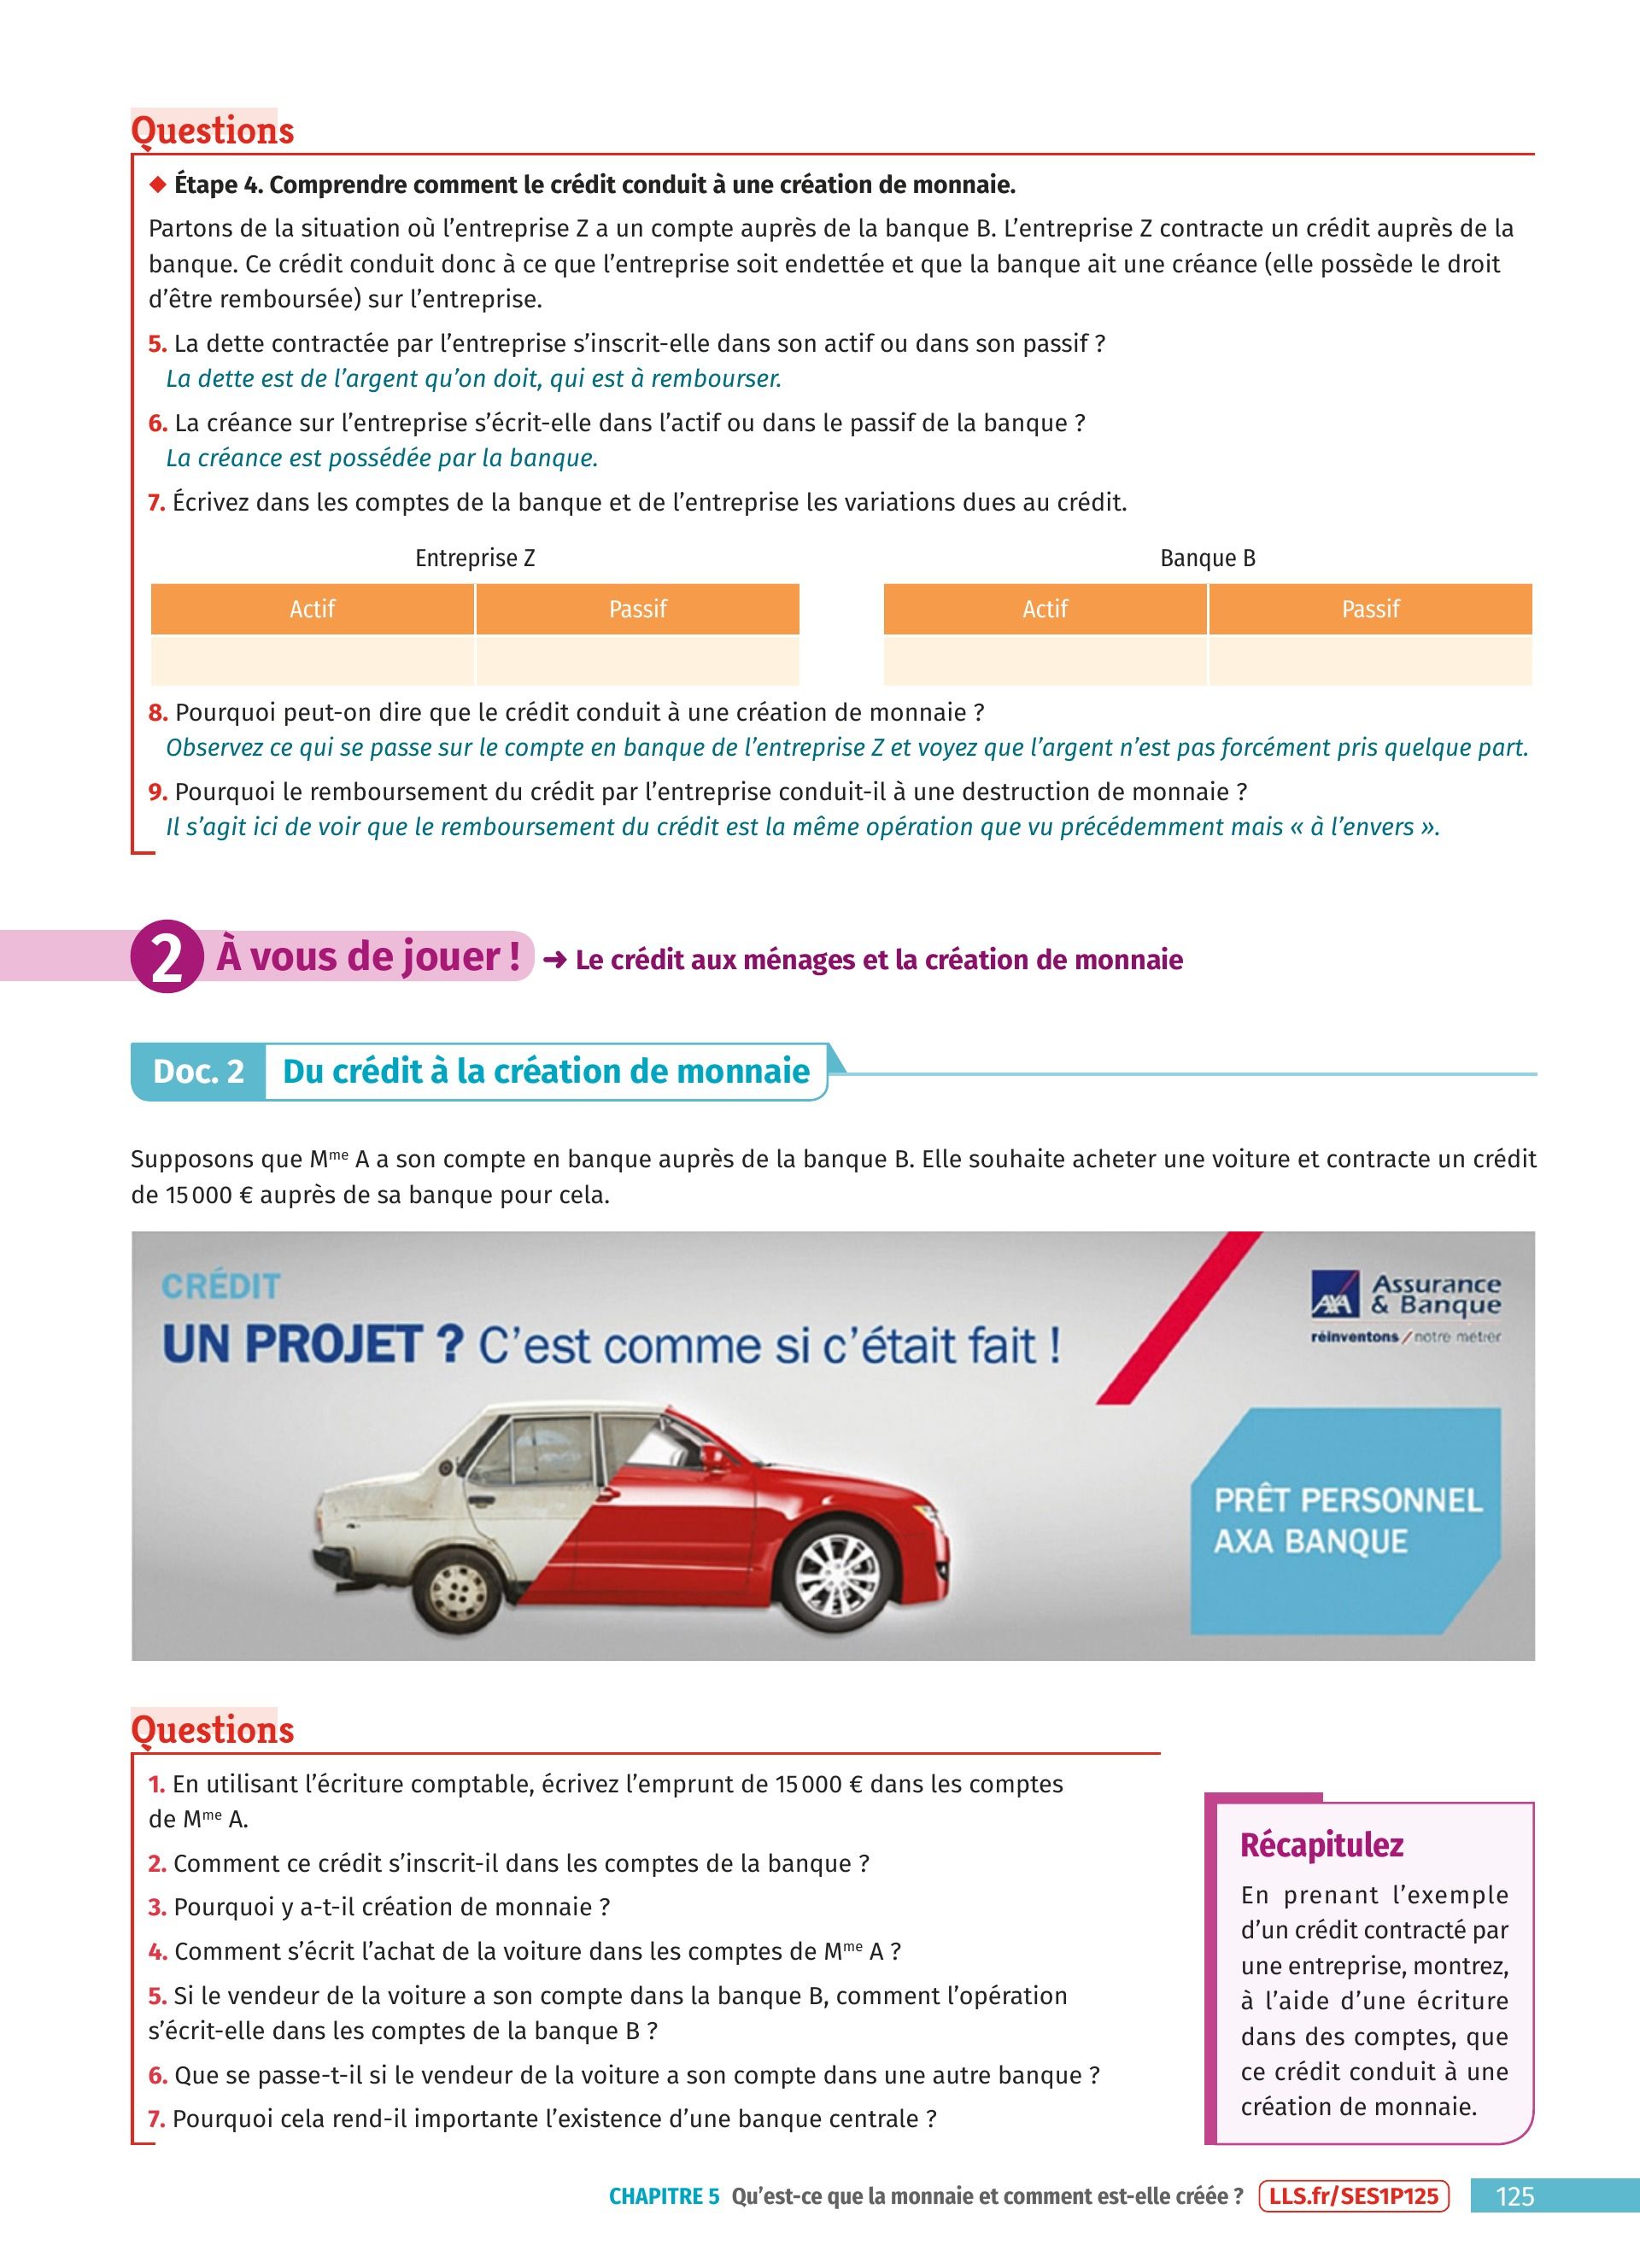 Questions
◆ Étape 4. Comprendre comment le crédit conduit à une création de monnaie.
Partons de la situation où l’entreprise Z a un compte auprès de la banque B. L’entreprise Z contracte un crédit auprès de la
banque. Ce crédit conduit donc à ce que l’entreprise soit endettée et que la banque ait une créance (elle possède le droit
d’être remboursée) sur l’entreprise.
5. La dette contractée par l’entreprise s’inscrit-elle dans son actif ou dans son passif ?
La dette est de l’argent qu’on doit, qui est à rembourser.
6. La créance sur l’entreprise s’écrit-elle dans l’actif ou dans le passif de la banque ?
La créance est possédée par la banque.
7. Écrivez dans les comptes de la banque et de l’entreprise les variations dues au crédit.
Entreprise Z
Actif Passif
Banque B
Actif Passif
8. Pourquoi peut-on dire que le crédit conduit à une création de monnaie ?
Observez ce qui se passe sur le compte en banque de l’entreprise Z et voyez que l’argent n’est pas forcément pris quelque part.
9. Pourquoi le remboursement du crédit par l’entreprise conduit-il à une destruction de monnaie ?
Il s’agit ici de voir que le remboursement du crédit est la même opération que vu précédemment mais « à l’envers ».
2 À vous de jouer ! ➜ Le crédit aux ménages et la création de monnaie
Doc. 2 Du crédit à la création de monnaie
Supposons que Mme A a son compte en banque auprès de la banque B. Elle souhaite acheter une voiture et contracte un crédit
de 15 000 € auprès de sa banque pour cela.
CRÉDIT
UN PROJET ? C’est comme si c’était fait !
AXA Assurance
& Banque
réinventons / notre métier
PRÊT PERSONNEL
AXA BANQUE
Questions
1. En utilisant l’écriture comptable, écrivez l’emprunt de 15 000 € dans les comptes
de Mme A.
2. Comment ce crédit s’inscrit-il dans les comptes de la banque ?
3. Pourquoi y a-t-il création de monnaie ?
4. Comment s’écrit l’achat de la voiture dans les comptes de Mme A ?
5. Si le vendeur de la voiture a son compte dans la banque B, comment l’opération
s’écrit-elle dans les comptes de la banque B ?
6. Que se passe-t-il si le vendeur de la voiture a son compte dans une autre banque ?
7. Pourquoi cela rend-il importante l’existence d’une banque centrale ?
Récapitulez
En prenant l’exemple
d’un crédit contracté par
une entreprise, montrez,
à l’aide d’une écriture
dans des comptes, que
ce crédit conduit à une
création de monnaie.
CHAPITRE 5 Qu’est-ce que la monnaie et comment est-elle créée ? LLS.fr/SES1P125 125